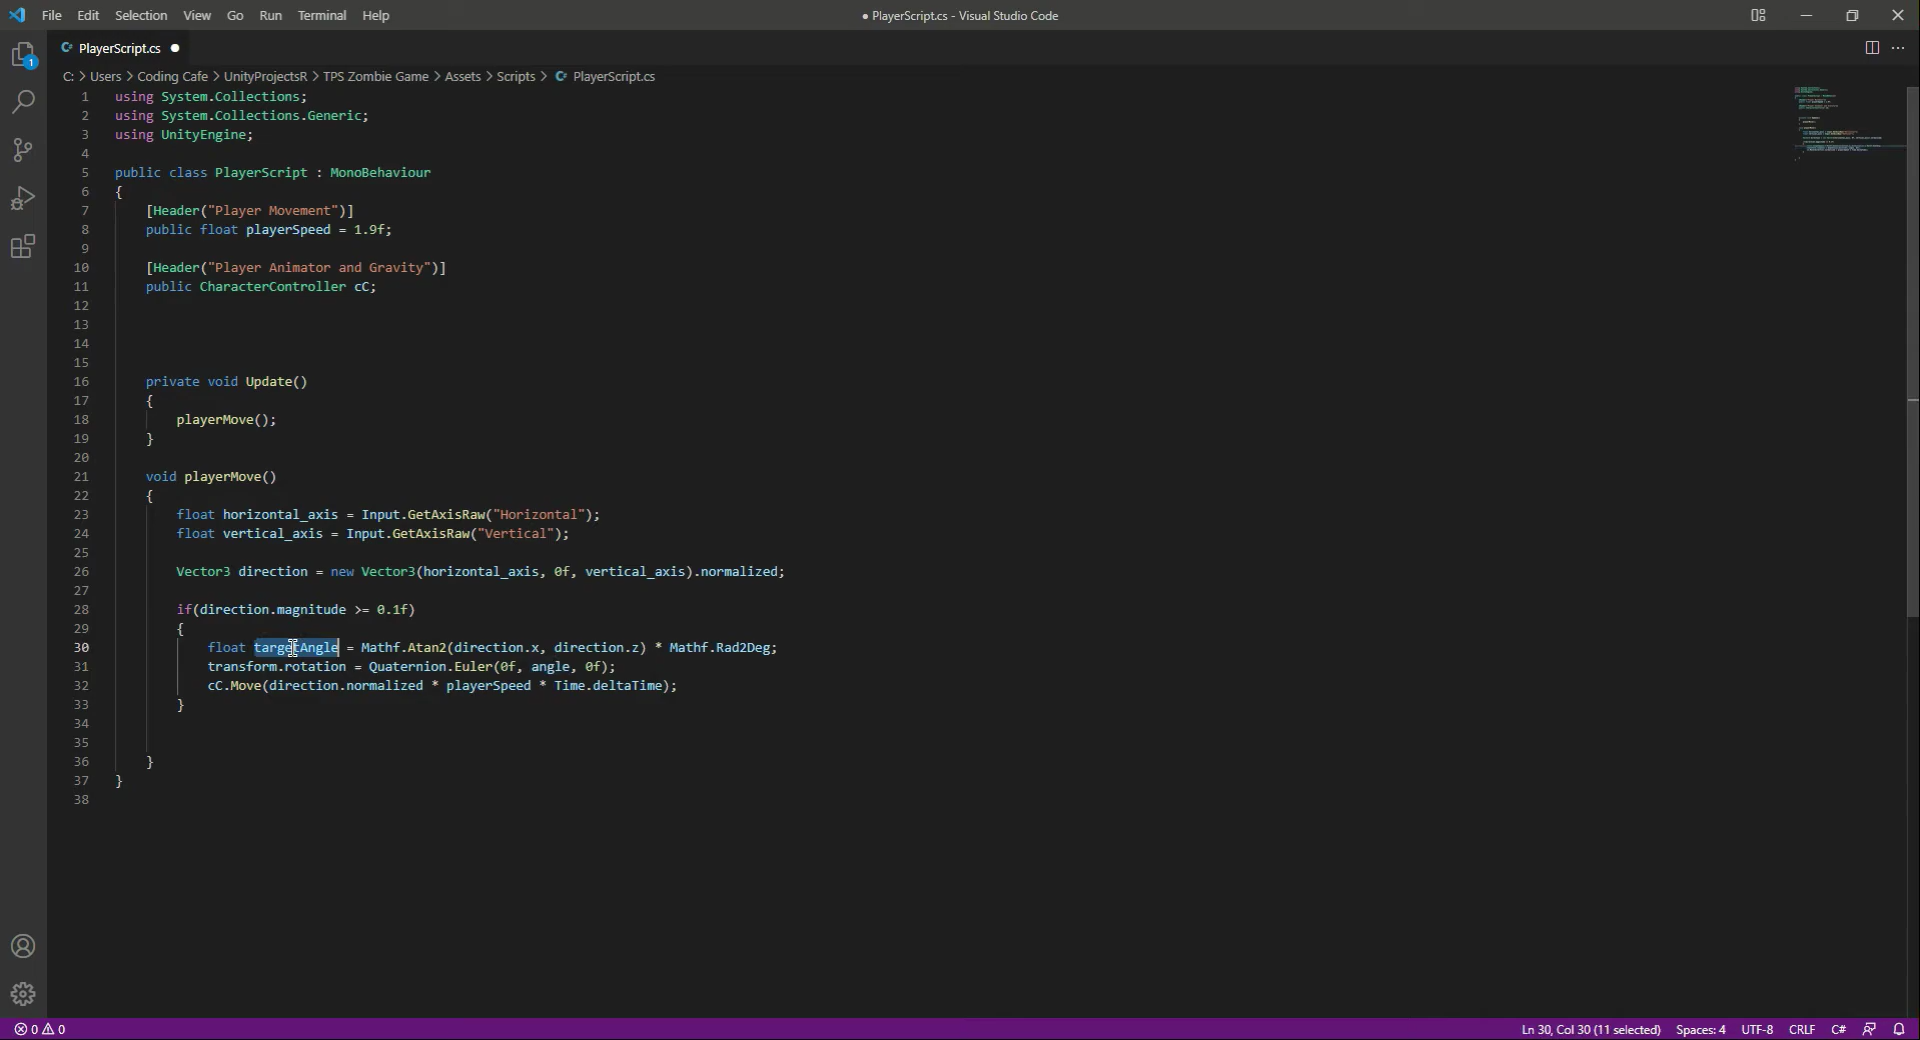 File Edit Selection View Go Run Terminal Help
● PlayerScript.cs - Visual Studio Code
PlayerScript.cs
C: > Users > Coding Cafe > UnityProjectsR > TPS Zombie Game > Assets > Scripts > PlayerScript.cs
1
1 using System.Collections;
2 using System.Collections.Generic;
3 using UnityEngine;
4
5 public class PlayerScript : MonoBehaviour
6 {
7 [Header("Player Movement")]
8 public float playerSpeed = 1.9f;
9
10 [Header("Player Animator and Gravity")]
11 public CharacterController cC;
12
13
14
15
16 private void Update()
17 {
18 playerMove();
19 }
20
21 void playerMove()
22 {
23 float horizontal_axis = Input.GetAxisRaw("Horizontal");
24 float vertical_axis = Input.GetAxisRaw("Vertical");
25
26 Vector3 direction = new Vector3(horizontal_axis, 0f, vertical_axis).normalized;
27
28 if(direction.magnitude >= 0.1f)
29 {
30 float targetAngle = Mathf.Atan2(direction.x, direction.z) * Mathf.Rad2Deg;
31 transform.rotation = Quaternion.Euler(0f, angle, 0f);
32 cC.Move(direction.normalized * playerSpeed * Time.deltaTime);
33 }
34
35
36 }
37 }
38
0 0
Ln 30, Col 30 (11 selected) Spaces: 4 UTF-8 CRLF C#